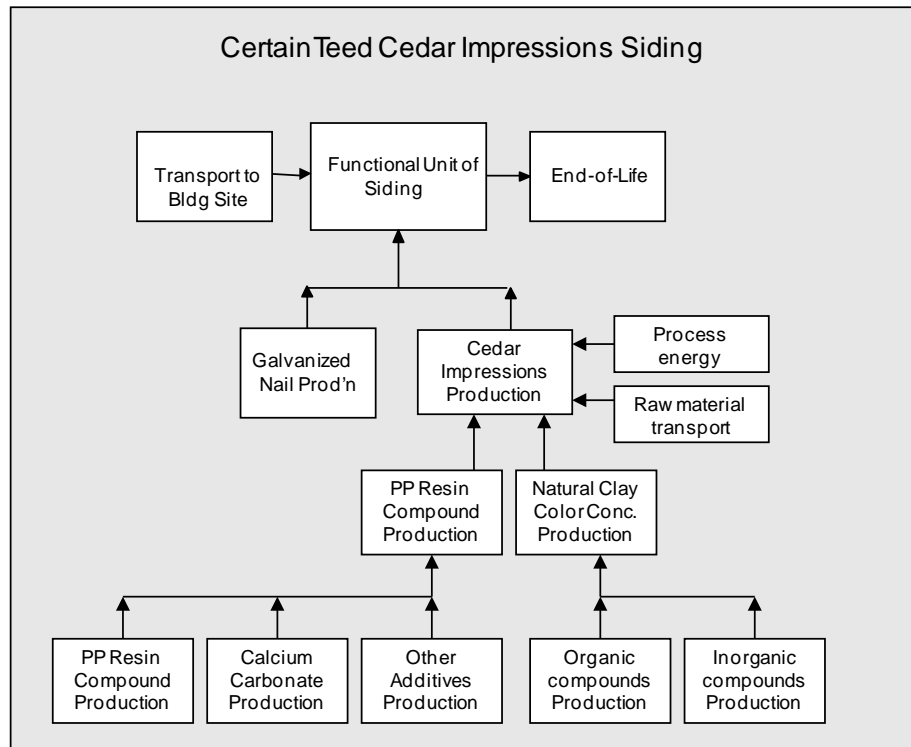 CertainTeed Cedar Impressions Siding
Transport to
Bldg Site
Functional Unit of
Siding
End-of-Life
Galvanized
Nail Prod'n
Cedar
Impressions
Production
Process
energy
Raw material
transport
PP Resin
Compound
Production
Natural Clay
Color Conc.
Production
PP Resin
Compound
Production
Calcium
Carbonate
Production
Other
Additives
Production
Organic
compounds
Production
Inorganic
compounds
Production